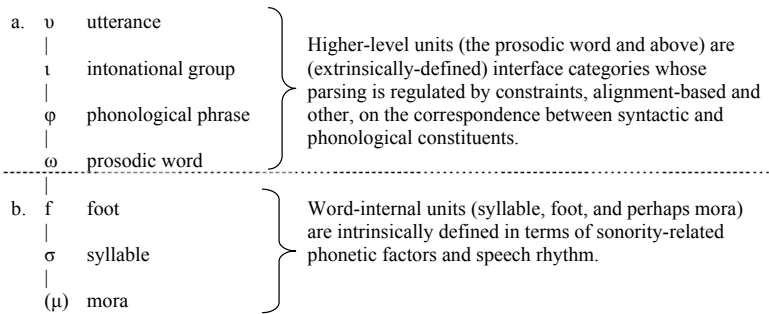 a. υ utterance
Higher-level units (the prosodic word and above) are
(extrinsically-defined) interface categories whose
ι intonational group
parsing is regulated by constraints, alignment-based and
φ phonological phrase
other, on the correspondence between syntactic and
phonological constituents.
ω prosodic word
b. f foot
Word-internal units (syllable, foot, and perhaps mora)
are intrinsically defined in terms of sonority-related
σ syllable
phonetic factors and speech rhythm.
(μ) mora